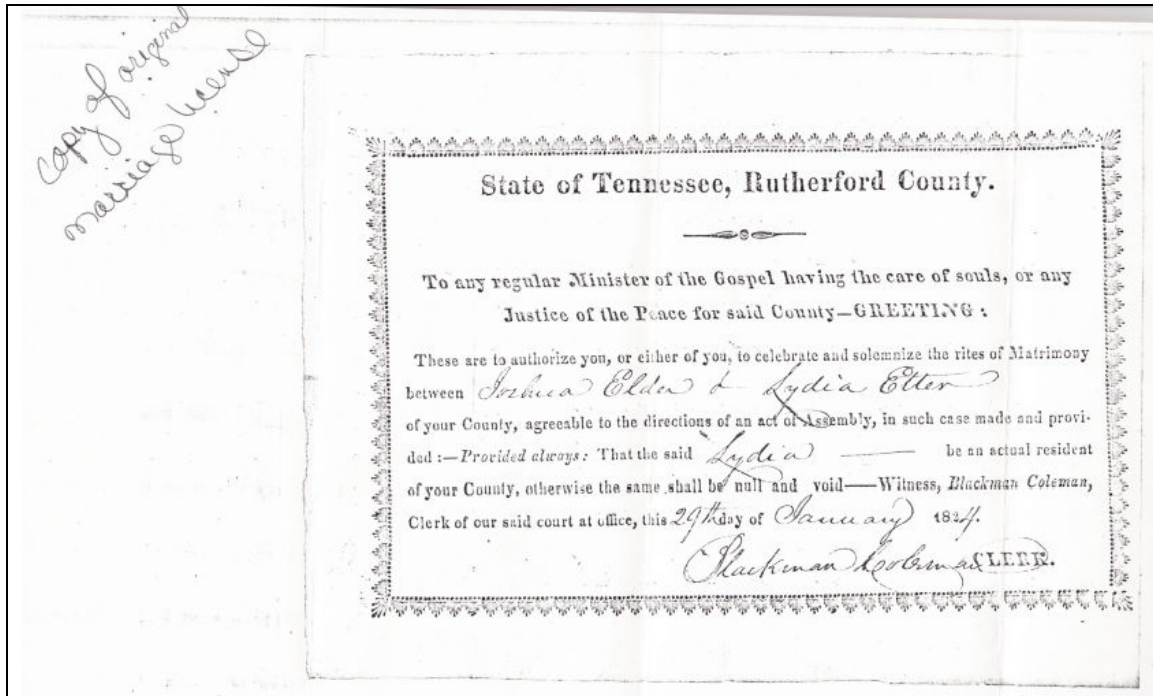 copy of original
marriage license
State of Tennessee, Rutherford County.
To any regular Minister of the Gospel having the care of souls, or any
Justice of the Peace for said County—GREETING:
These are to authorize you, or either of you, to celebrate and solemnize the rites of Matrimony
between Joshua Elder & Lydia Etter
of your County, agreeable to the directions of an act of Assembly, in such case made and provi-
ded:—Provided always: That the said Lydia —— be an actual resident
of your County, otherwise the same shall be null and void——Witness, Blackman Coleman,
Clerk of our said court at office, this 29th day of January 1824.
Blackman Coleman CLERK.